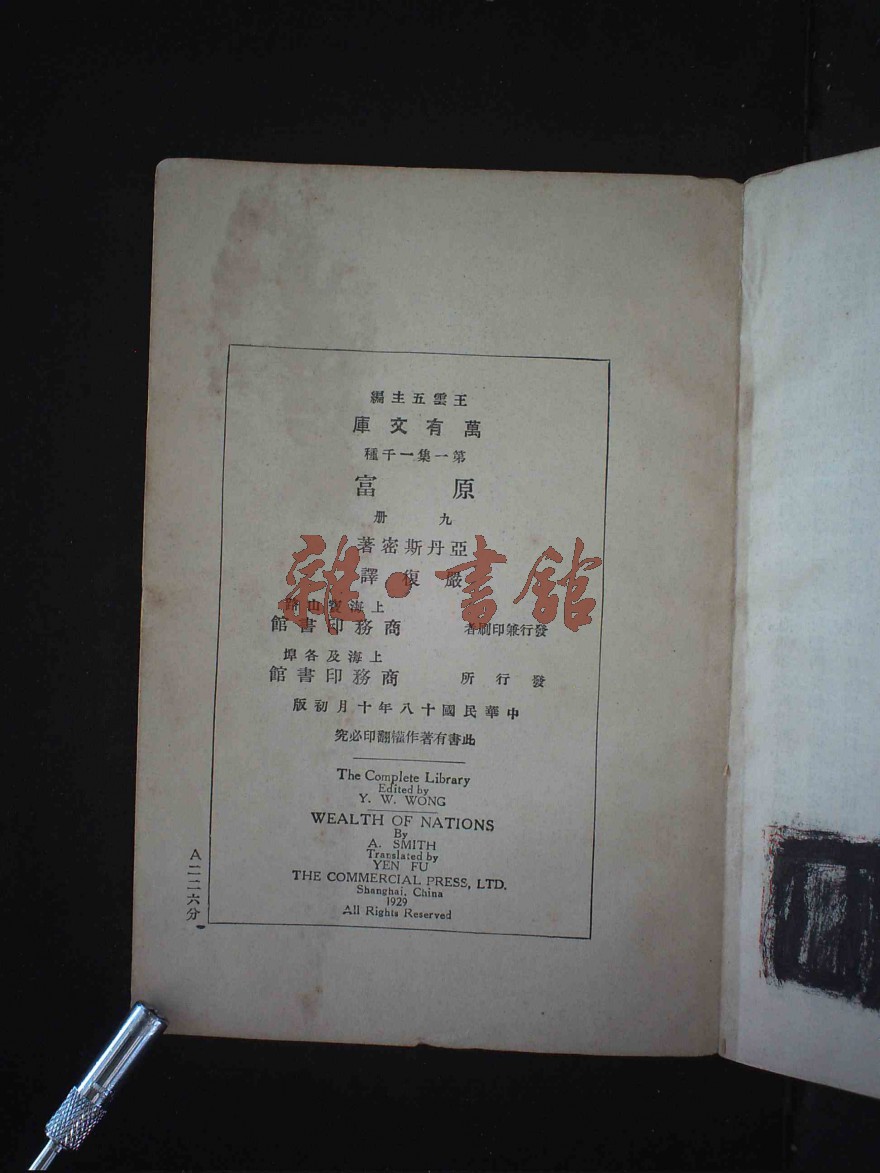 王雲五主編
萬有文庫
第一集一千種
原富
九冊
亞丹斯密著
嚴復譯
上海寶山路
發行兼印刷者 商務印書館
上海及各埠
發行所 商務印書館
中華民國十八年十月初版
此書有著作權翻印必究
The Complete Library
Edited by
Y. W. WONG
WEALTH OF NATIONS
By
A. SMITH
Translated by
YEN FU
THE COMMERCIAL PRESS, LTD.
Shanghai, China
1929
All Rights Reserved
A二二六分
雜·書館